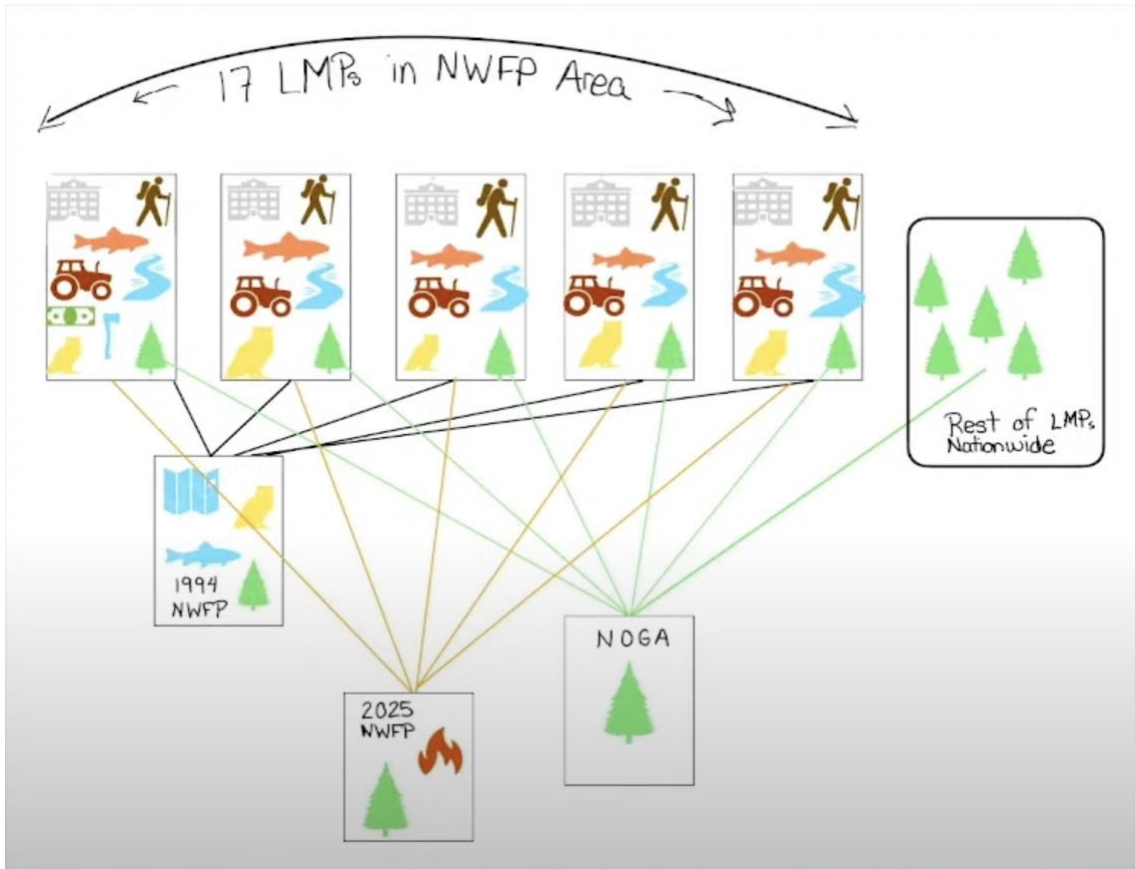 17 LMPs in NWFP Area
Rest of LMPs
Nationwide
1994
NWFP
NOGA
2025
NWFP